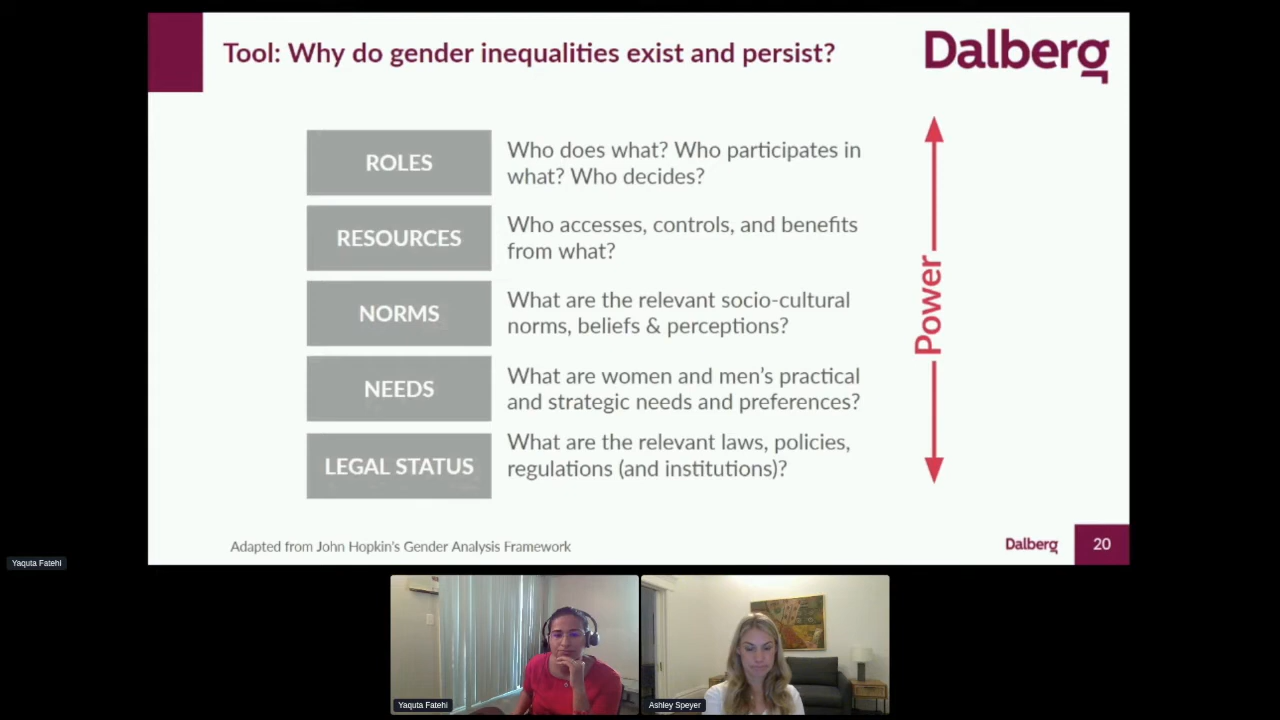 Tool: Why do gender inequalities exist and persist?
Dalberg
ROLES
Who does what? Who participates in
what? Who decides?
RESOURCES
Who accesses, controls, and benefits
from what?
NORMS
What are the relevant socio-cultural
norms, beliefs & perceptions?
NEEDS
What are women and men's practical
and strategic needs and preferences?
LEGAL STATUS
What are the relevant laws, policies,
regulations (and institutions)?
Power
Adapted from John Hopkin's Gender Analysis Framework
Dalberg
20
Yaquta Fatehi
Yaquta Fatehi
Ashley Speyer